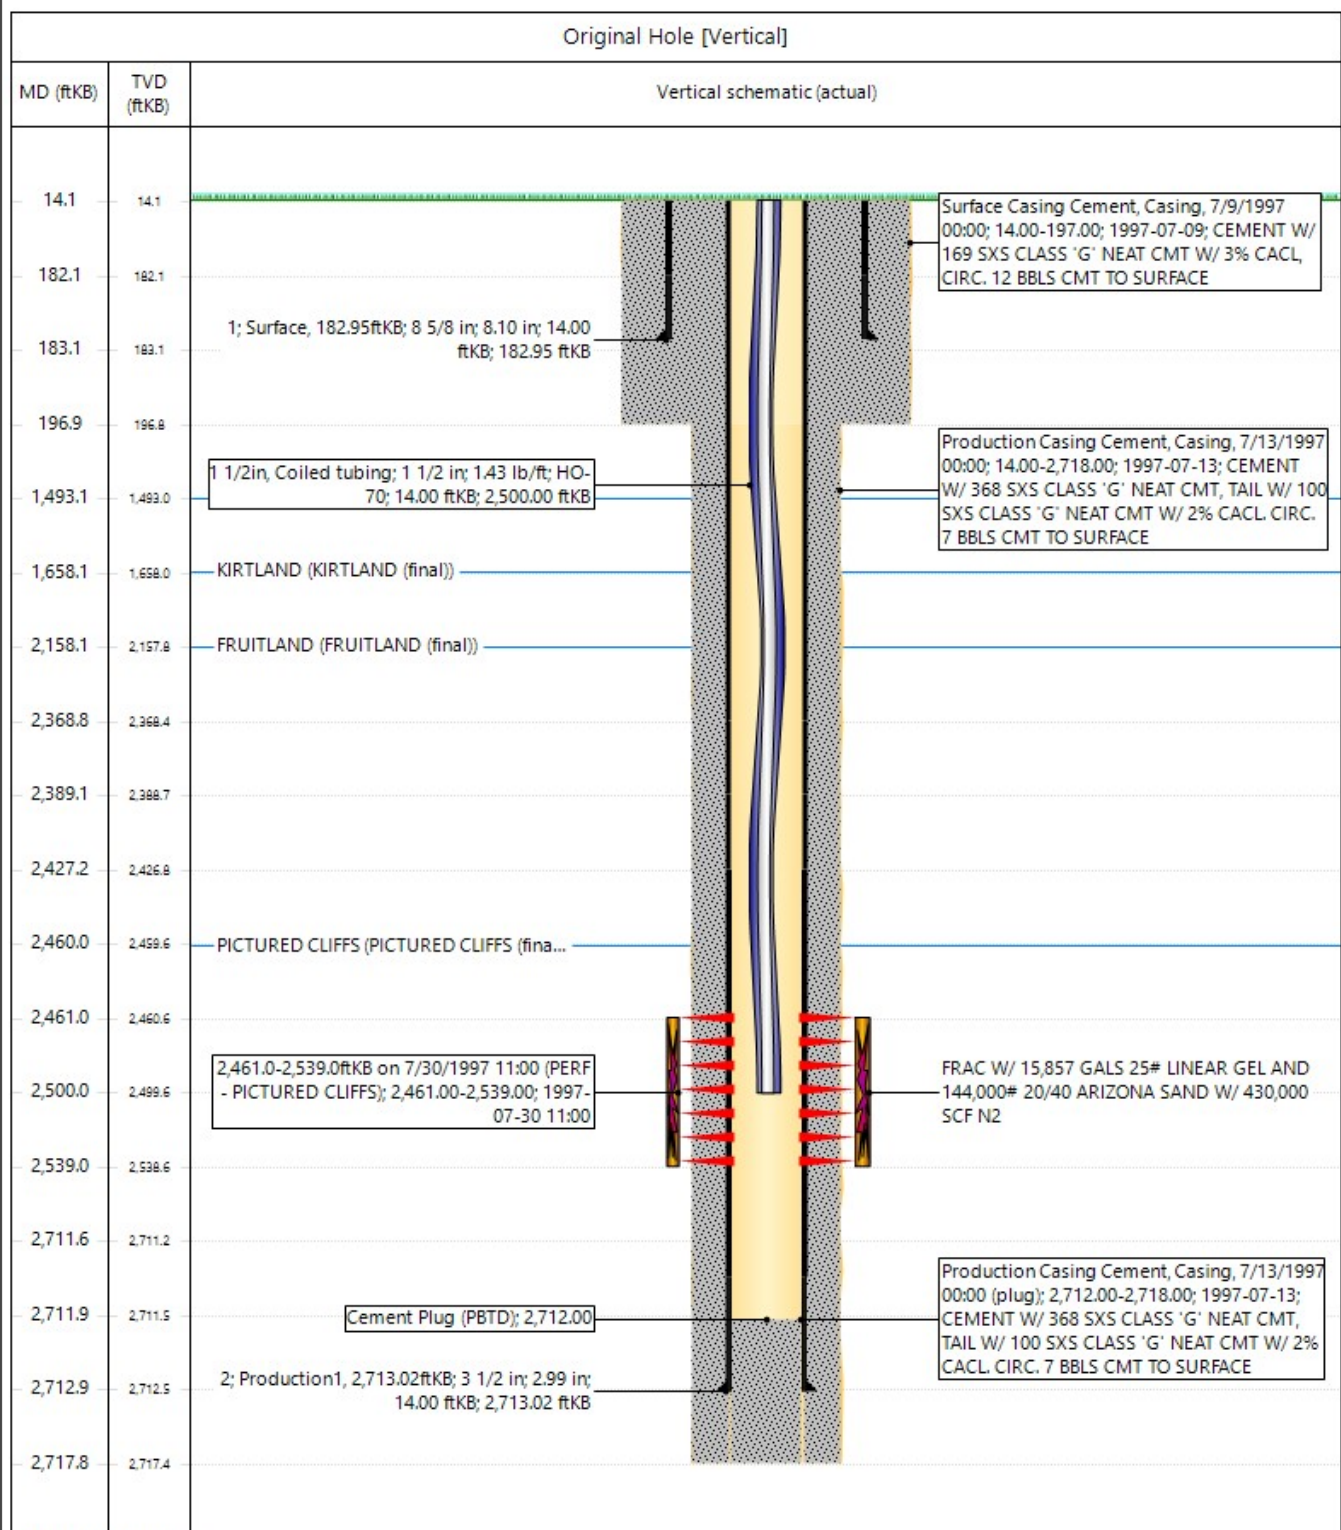 Original Hole [Vertical]
MD (ftKB)
TVD
(ftKB)
Vertical schematic (actual)
14.1
14.1
Surface Casing Cement, Casing, 7/9/1997
00:00; 14.00-197.00; 1997-07-09; CEMENT W/
169 SXS CLASS 'G' NEAT CMT W/ 3% CACL,
CIRC. 12 BBLS CMT TO SURFACE
182.1
182.1
1; Surface, 182.95ftKB; 8 5/8 in; 8.10 in; 14.00
ftKB; 182.95 ftKB
183.1
183.1
196.9
196.8
Production Casing Cement, Casing, 7/13/1997
00:00; 14.00-2,718.00; 1997-07-13; CEMENT
W/ 368 SXS CLASS 'G' NEAT CMT, TAIL W/ 100
SXS CLASS 'G' NEAT CMT W/ 2% CACL. CIRC.
7 BBLS CMT TO SURFACE
1 1/2in, Coiled tubing; 1 1/2 in; 1.43 lb/ft; HO-
70; 14.00 ftKB; 2,500.00 ftKB
1,493.1
1,493.0
1,658.1
1,658.0
KIRTLAND (KIRTLAND (final))
2,158.1
2,157.8
FRUITLAND (FRUITLAND (final))
2,368.8
2,368.4
2,389.1
2,388.7
2,427.2
2,426.8
2,460.0
2,459.6
PICTURED CLIFFS (PICTURED CLIFFS (fina...
2,461.0
2,460.6
2,461.0-2,539.0ftKB on 7/30/1997 11:00 (PERF
- PICTURED CLIFFS); 2,461.00-2,539.00; 1997-
07-30 11:00
FRAC W/ 15,857 GALS 25# LINEAR GEL AND
144,000# 20/40 ARIZONA SAND W/ 430,000
SCF N2
2,500.0
2,499.6
2,539.0
2,538.6
2,711.6
2,711.2
Production Casing Cement, Casing, 7/13/1997
00:00 (plug); 2,712.00-2,718.00; 1997-07-13;
CEMENT W/ 368 SXS CLASS 'G' NEAT CMT,
TAIL W/ 100 SXS CLASS 'G' NEAT CMT W/ 2%
CACL. CIRC. 7 BBLS CMT TO SURFACE
2,711.9
2,711.5
Cement Plug (PBTD); 2,712.00
2; Production1, 2,713.02ftKB; 3 1/2 in; 2.99 in;
14.00 ftKB; 2,713.02 ftKB
2,712.9
2,712.5
2,717.8
2,717.4